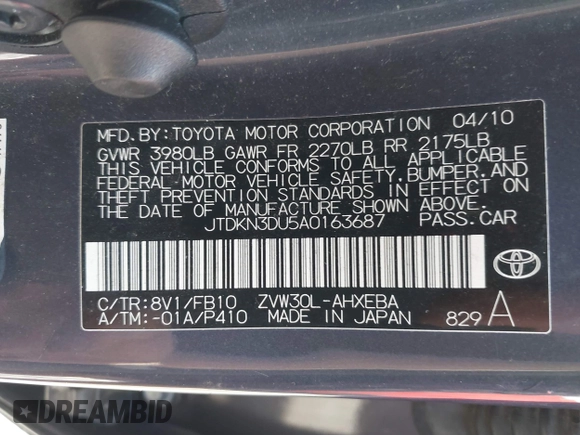 MFD. BY: TOYOTA MOTOR CORPORATION 04/10
GVWR 3980LB GAWR FR 2270LB RR 2175LB
THIS VEHICLE CONFORMS TO ALL APPLICABLE
FEDERAL MOTOR VEHICLE SAFETY, BUMPER, AND
THEFT PREVENTION STANDARDS IN EFFECT ON
THE DATE OF MANUFACTURE SHOWN ABOVE.
JTDKN3DU5A0163687 PASS. CAR
C/TR: 8V1/FB10 ZVW30L-AHXEBA
A/TM: -01A/P410 MADE IN JAPAN 829 A
DREAMBID